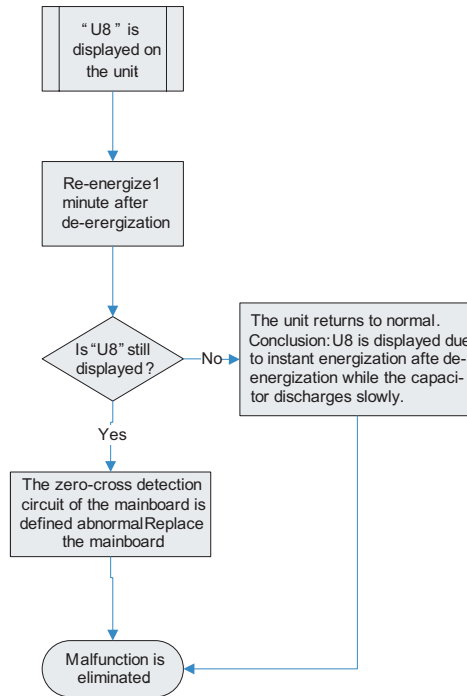 “U8” is
displayed on
the unit
Re-energize1
minute after
de-erergization
Is “U8” still
displayed ?
No
The unit returns to normal.
Conclusion:U8 is displayed due
to instant energization afte de-
energization while the capaci-
tor discharges slowly.
Yes
The zero-cross detection
circuit of the mainboard is
defined abnormalReplace
the mainboard
Malfunction is
eliminated